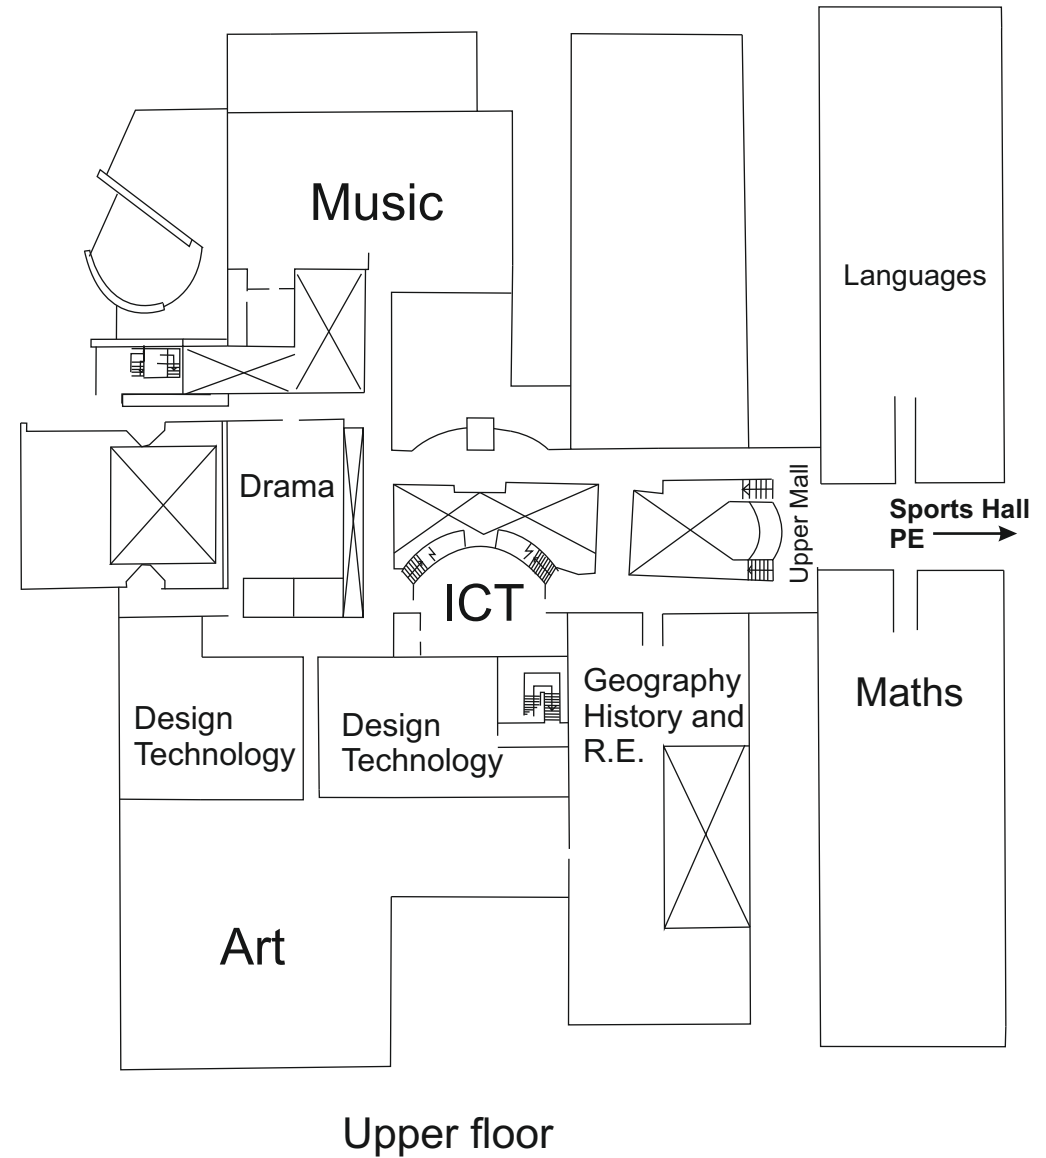 Music
Languages
Drama
Upper Mall
Sports Hall
PE
ICT
Geography
History and
R.E.
Maths
Design
Technology
Design
Technology
Art
Upper floor